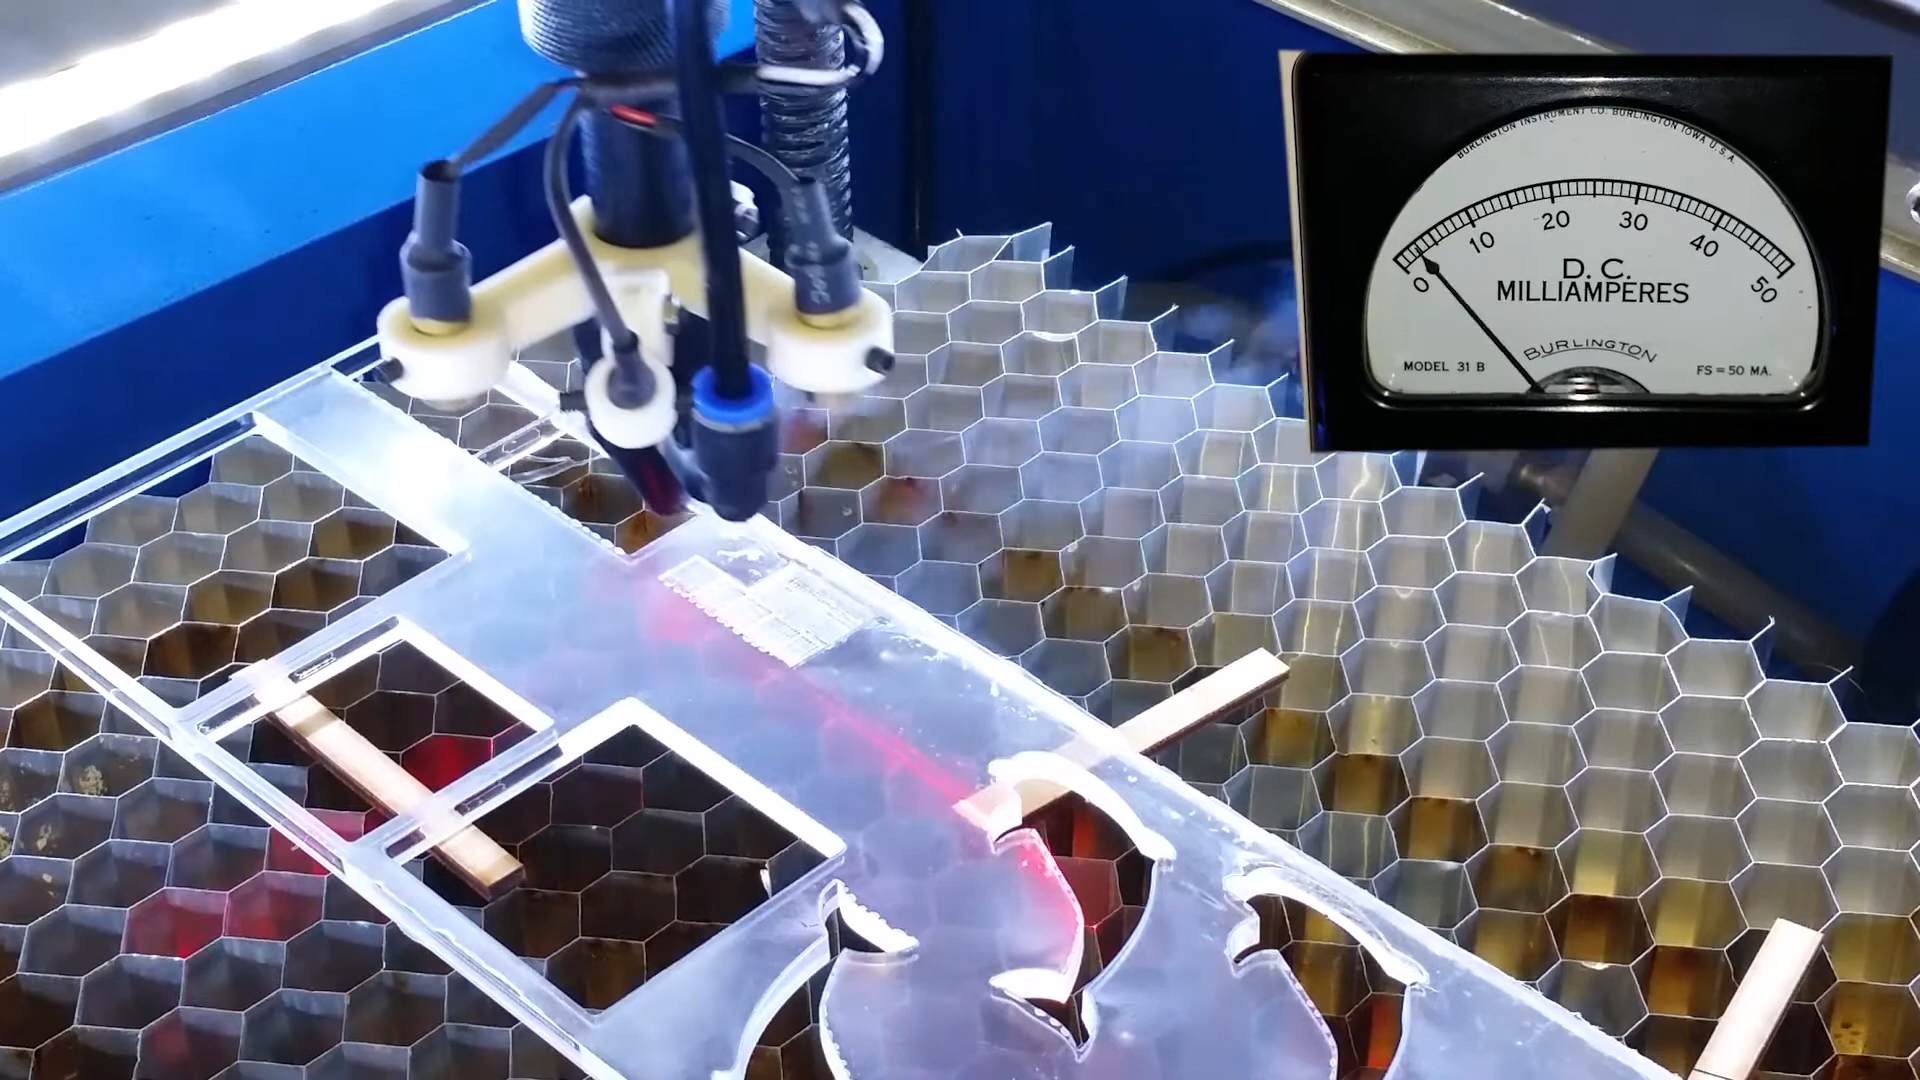 BURLINGTON INSTRUMENT CO. BURLINGTON IOWA U.S.A.
0 10 20 30 40 50
D.C.
MILLIAMPERES
BURLINGTON
MODEL 31 B
FS = 50 MA.